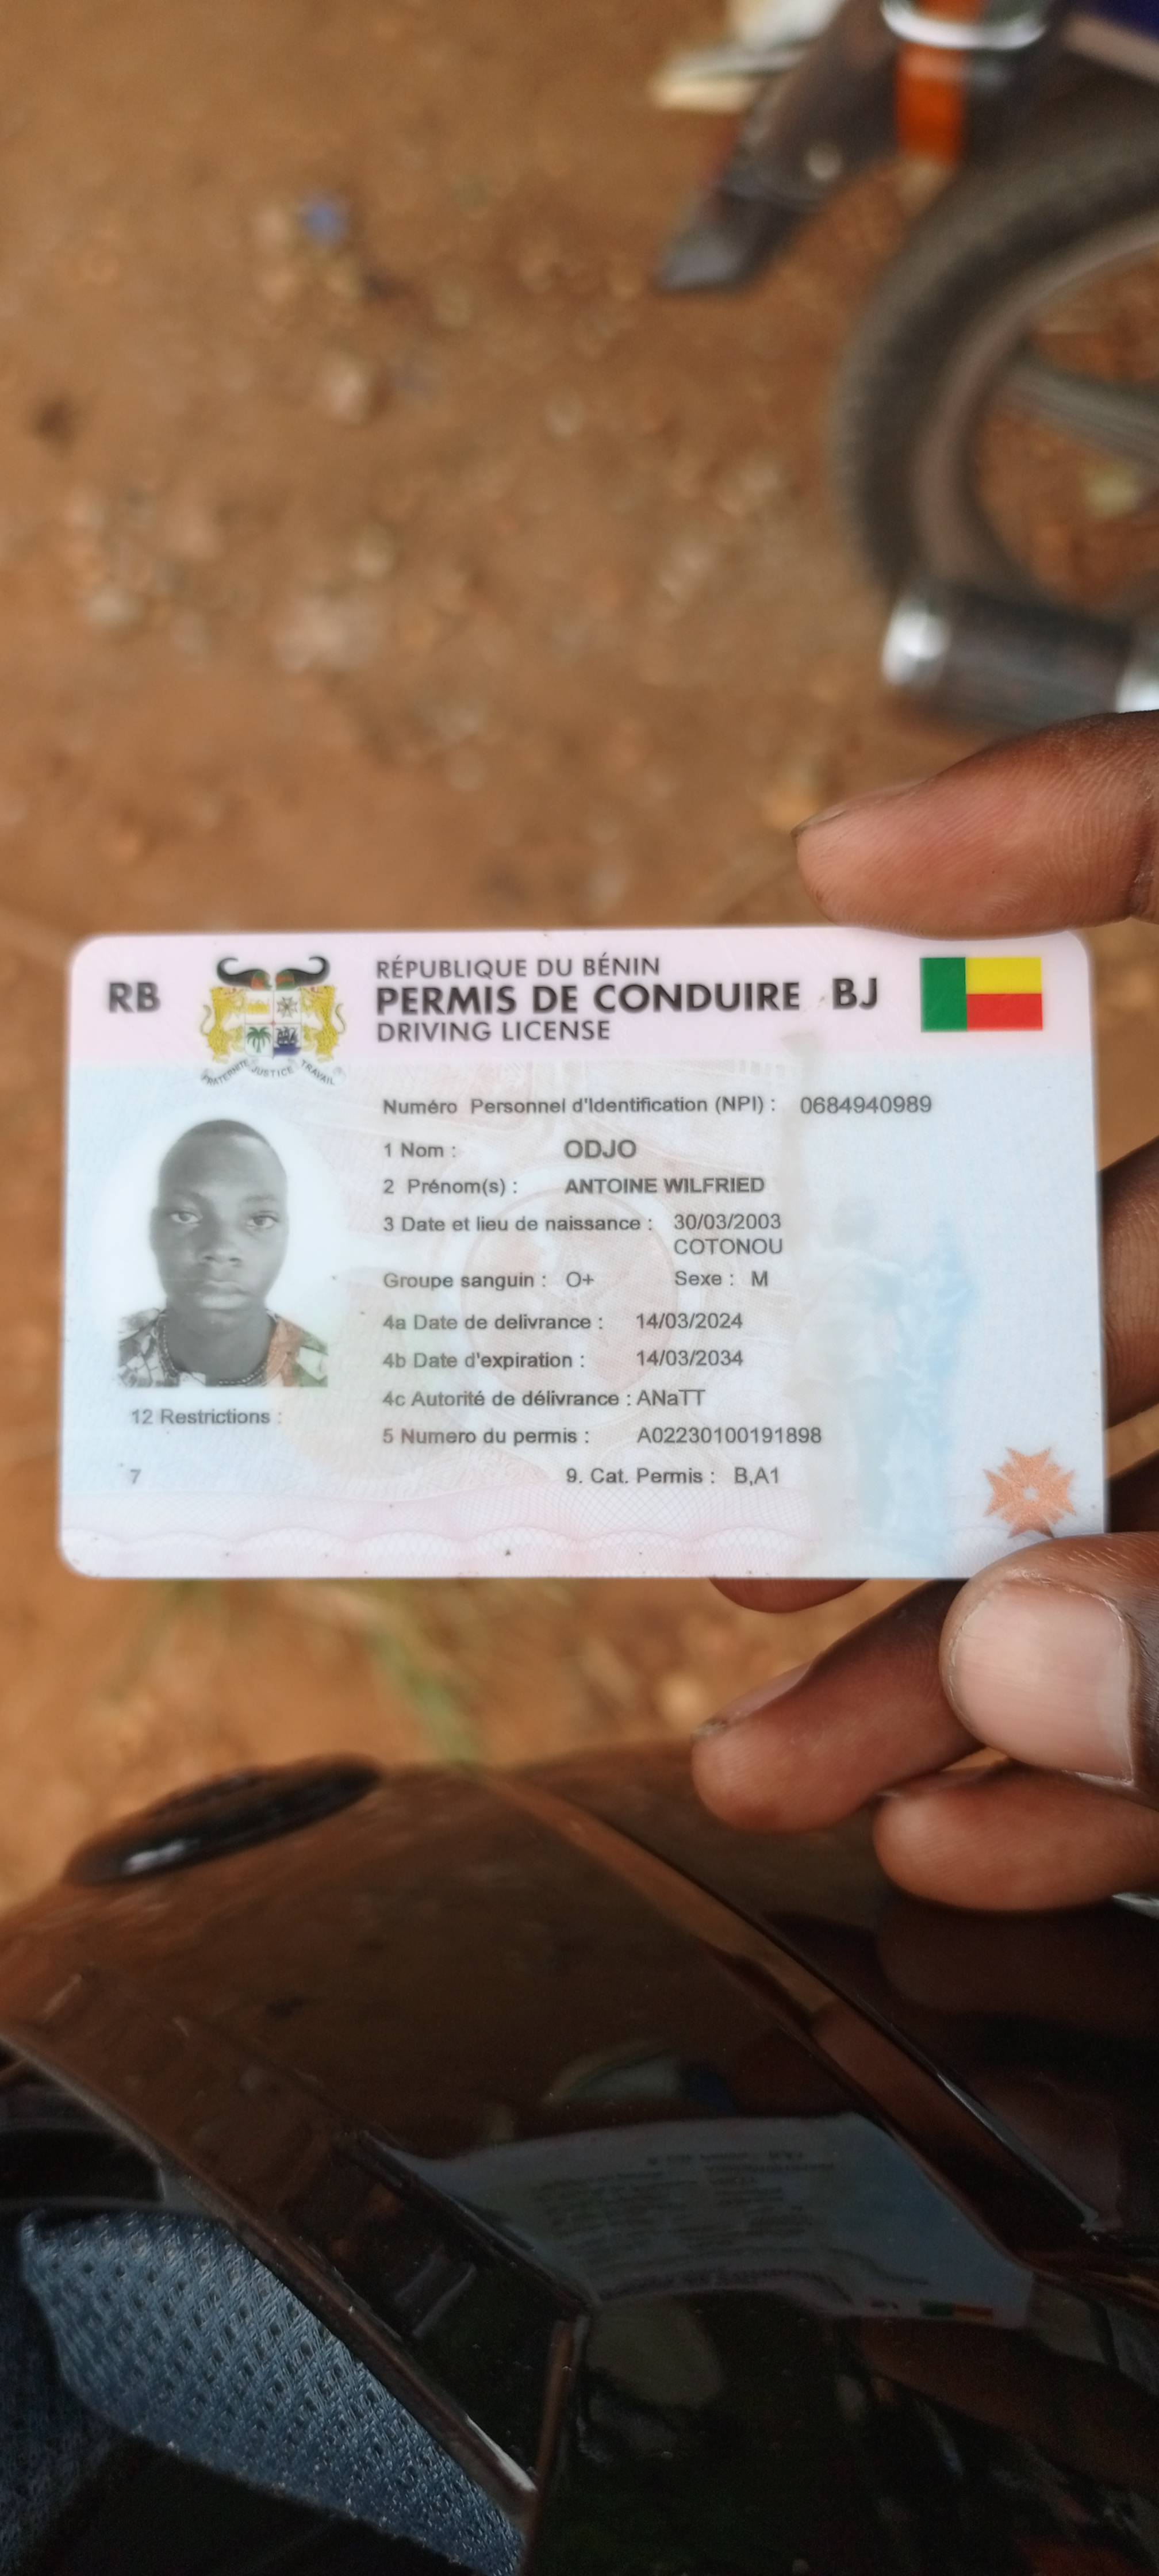 RB
RÉPUBLIQUE DU BÉNIN
PERMIS DE CONDUIRE BJ
DRIVING LICENSE
FRATERNITE JUSTICE TRAVAIL
Numéro Personnel d'Identification (NPI) : 0684940989
1 Nom : ODJO
2 Prénom(s) : ANTOINE WILFRIED
3 Date et lieu de naissance : 30/03/2003
COTONOU
Groupe sanguin : O+ Sexe : M
4a Date de delivrance : 14/03/2024
4b Date d'expiration : 14/03/2034
4c Autorité de délivrance : ANaTT
12 Restrictions :
5 Numero du permis : A02230100191898
7
9. Cat. Permis : B,A1